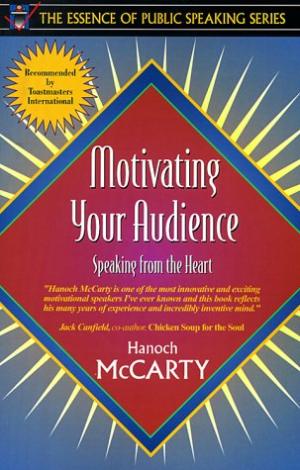 THE ESSENCE OF PUBLIC SPEAKING SERIES
Recommended
by
Toastmasters
International
Motivating
Your Audience
Speaking from the Heart
"Hanoch McCarty is one of the most innovative and exciting
motivational speakers I've ever known and this book reflects
his many years of experience and incredibly inventive mind."
Jack Canfield, co-author, Chicken Soup for the Soul
Hanoch
McCARTY